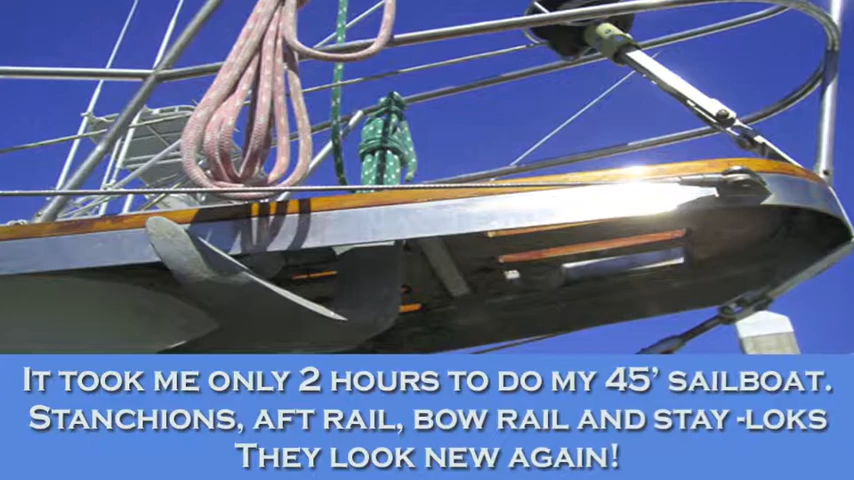 It took me only 2 hours to do my 45' sailboat.
Stanchions, aft rail, bow rail and stay -loks
They look new again!